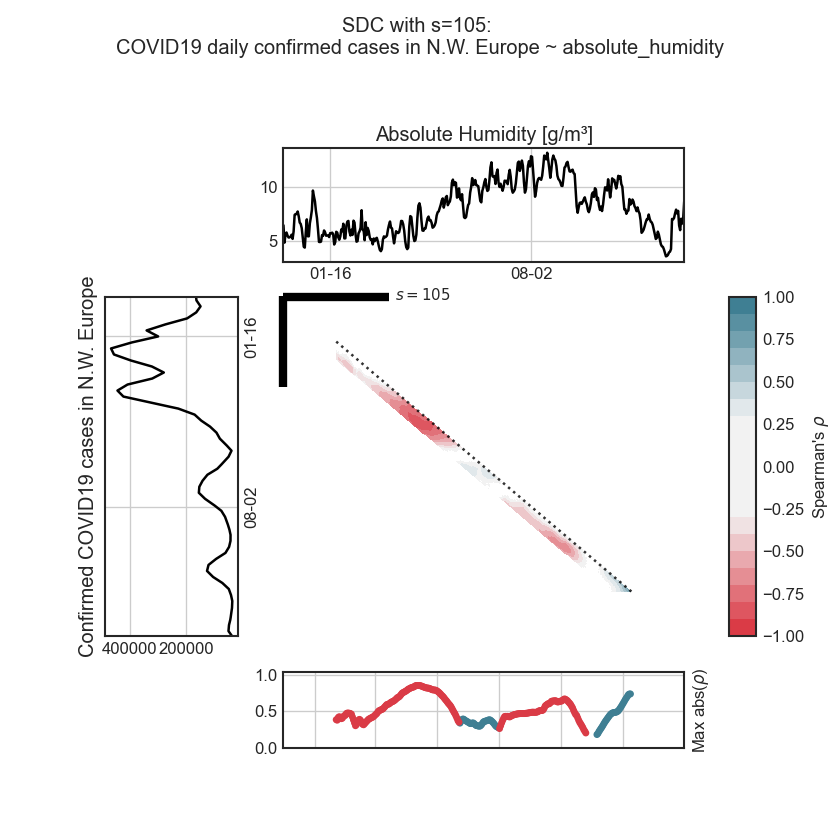 SDC with s=105:
COVID19 daily confirmed cases in N.W. Europe ~ absolute_humidity
Absolute Humidity [g/m³]
10
5
01-16
08-02
s = 105
Confirmed COVID19 cases in N.W. Europe
01-16
08-02
400000
200000
1.00
0.75
0.50
0.25
0.00
−0.25
−0.50
−0.75
−1.00
Spearman's ρ
1.0
0.5
0.0
Max abs(ρ)